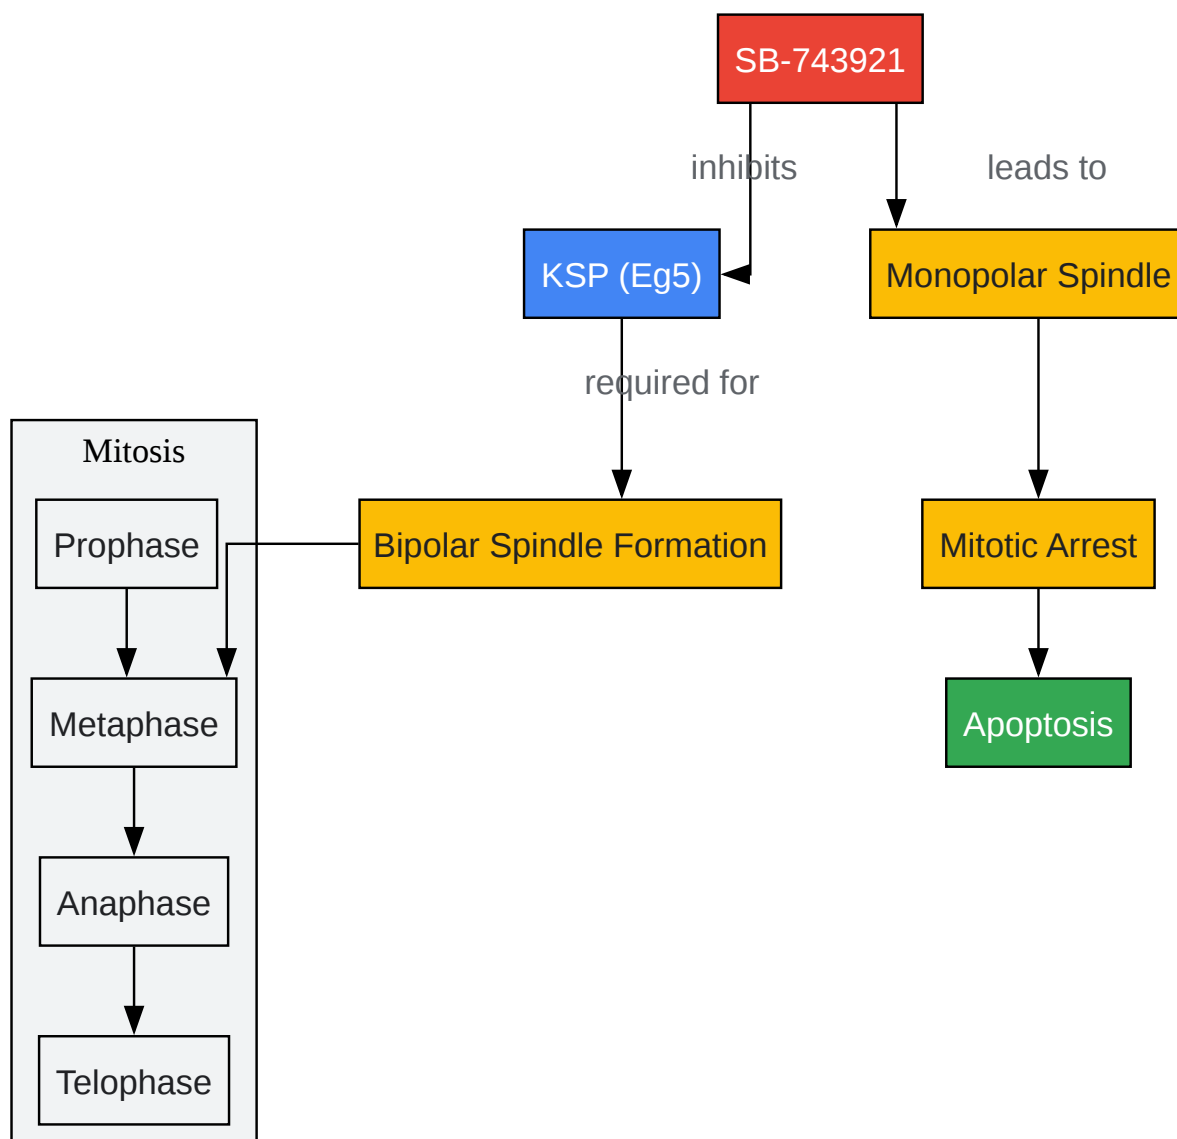 SB-743921
inhibits
leads to
KSP (Eg5)
Monopolar Spindle
required for
Mitosis
Prophase
Bipolar Spindle Formation
Mitotic Arrest
Metaphase
Apoptosis
Anaphase
Telophase